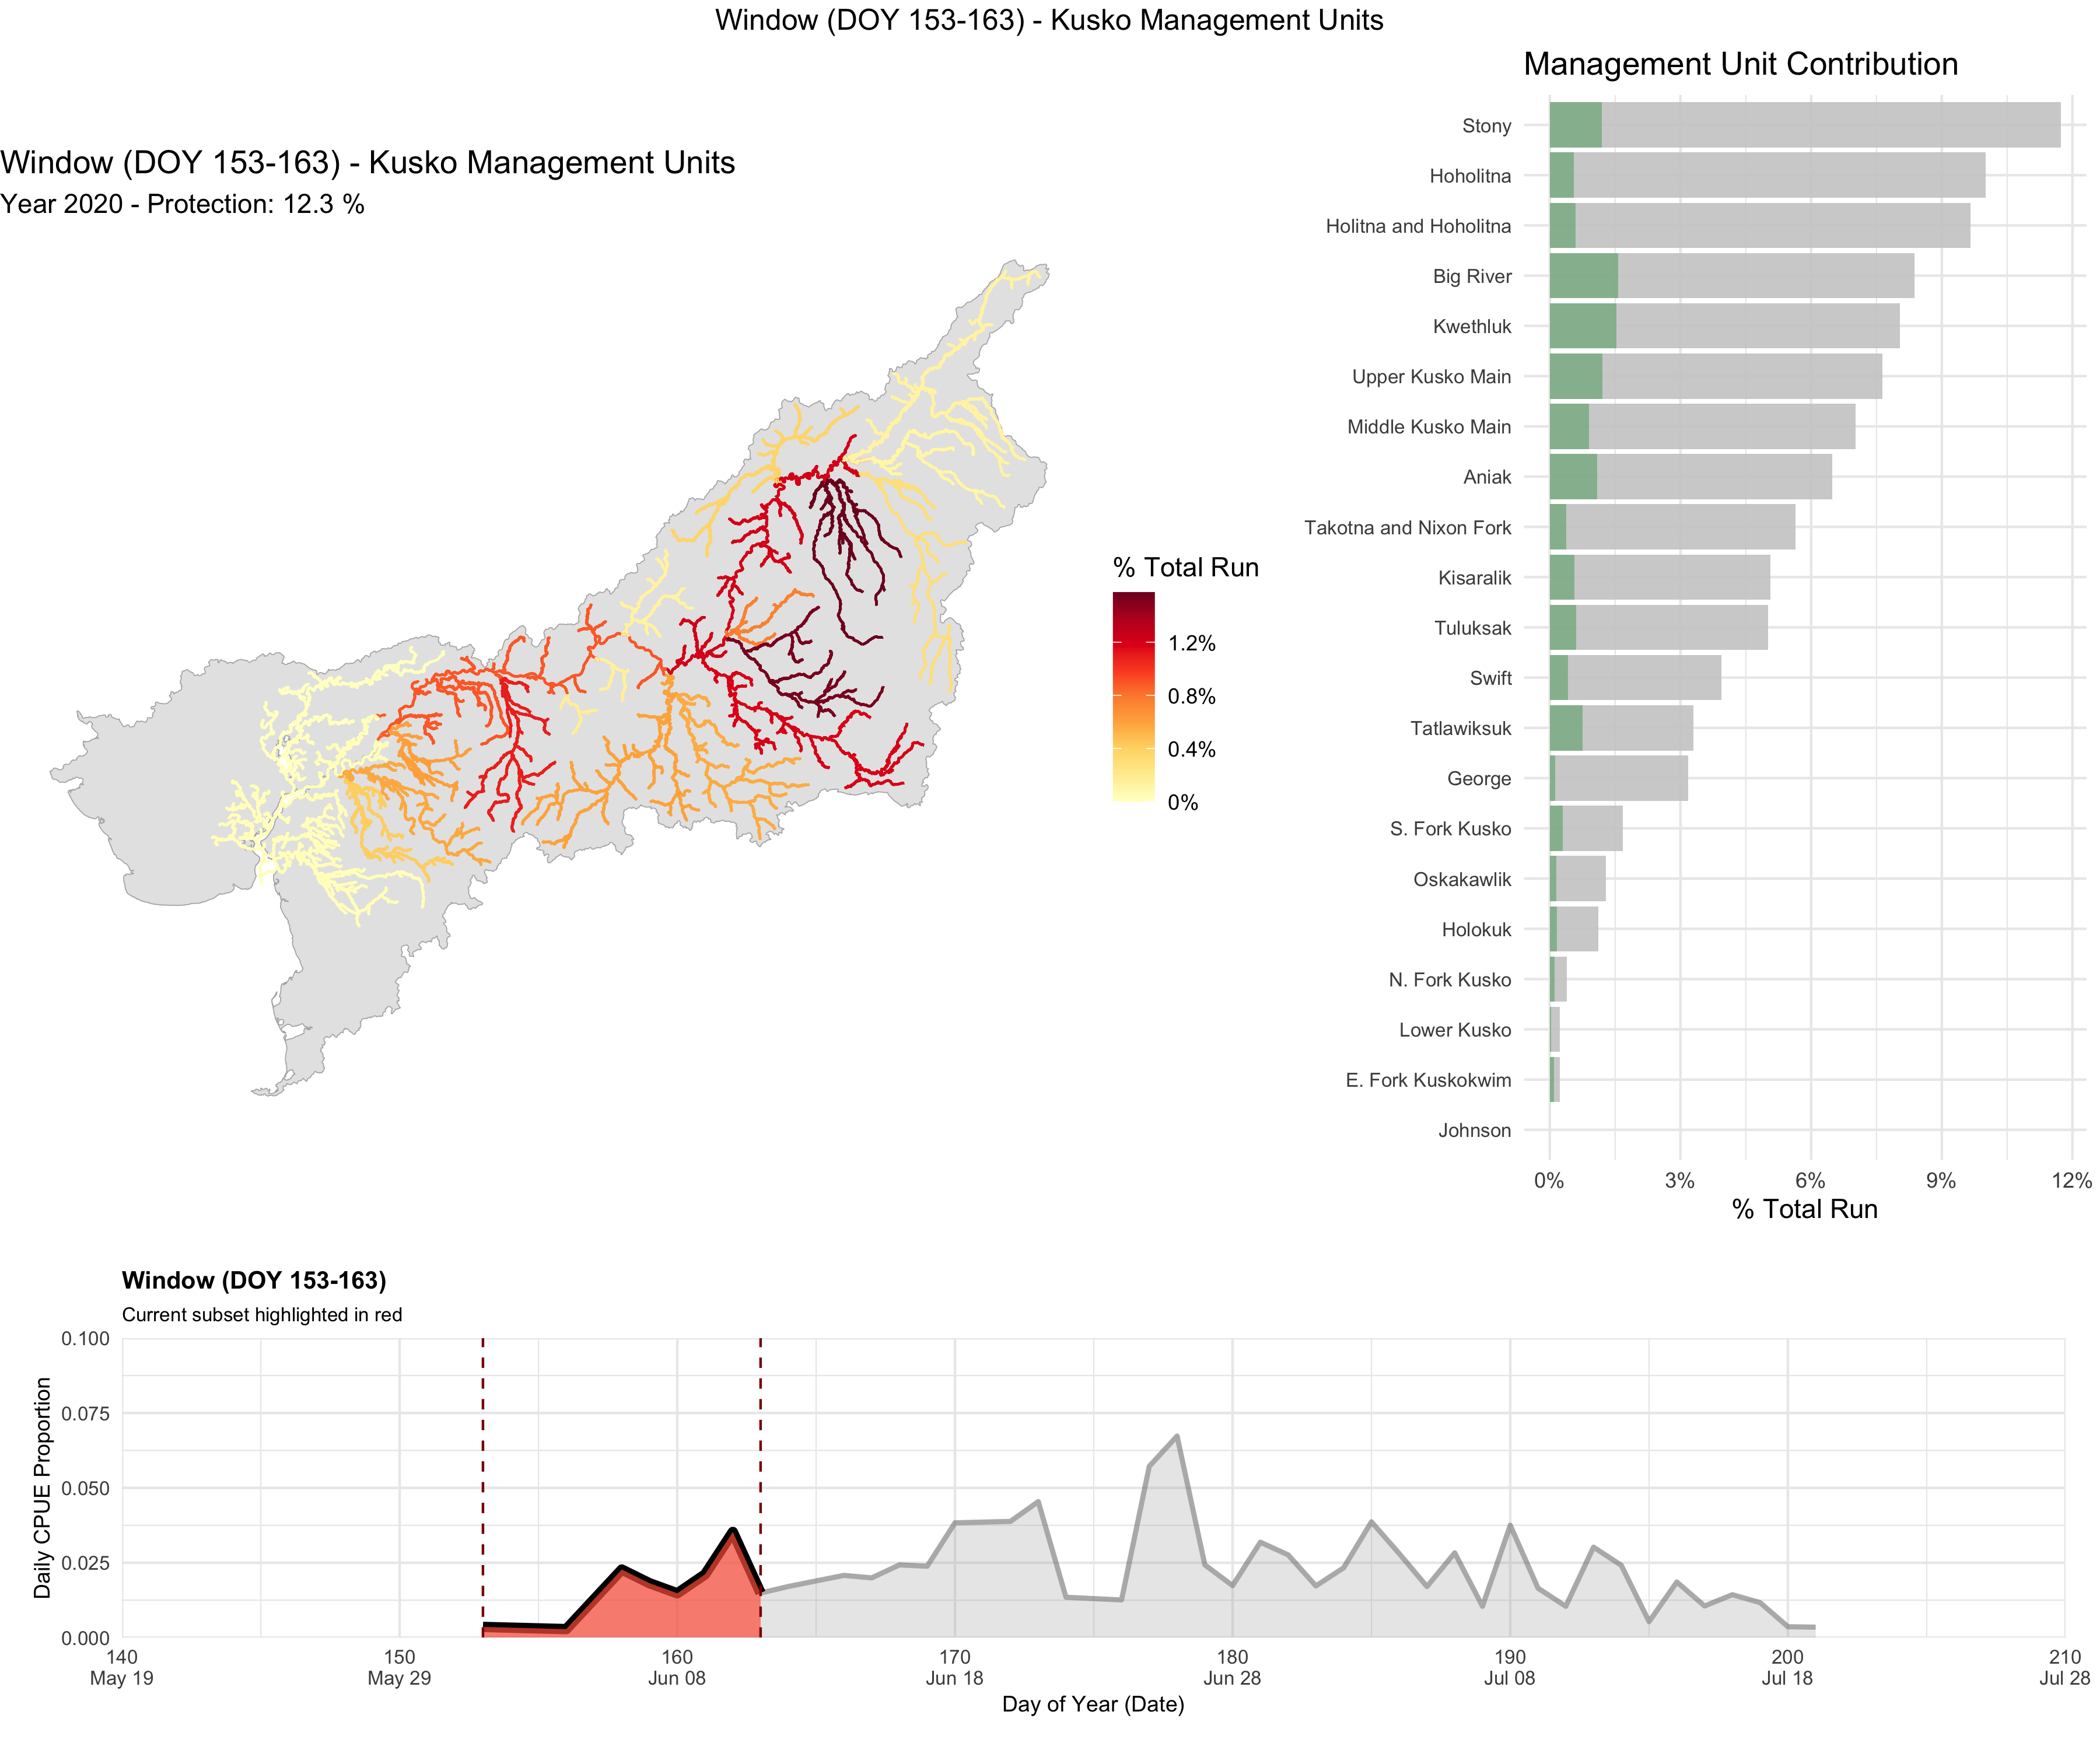 Window (DOY 153-163) - Kusko Management Units
Window (DOY 153-163) - Kusko Management Units
Year 2020 - Protection: 12.3 %
% Total Run
1.2%
0.8%
0.4%
0%
Management Unit Contribution
Stony
Hoholitna
Holitna and Hoholitna
Big River
Kwethluk
Upper Kusko Main
Middle Kusko Main
Aniak
Takotna and Nixon Fork
Kisaralik
Tuluksak
Swift
Tatlawiksuk
George
S. Fork Kusko
Oskakawlik
Holokuk
N. Fork Kusko
Lower Kusko
E. Fork Kuskokwim
Johnson
0% 3% 6% 9% 12%
% Total Run
Window (DOY 153-163)
Current subset highlighted in red
Daily CPUE Proportion
0.100
0.075
0.050
0.025
0.000
140 150 160 170 180 190 200 210
May 19 May 29 Jun 08 Jun 18 Jun 28 Jul 08 Jul 18 Jul 28
Day of Year (Date)